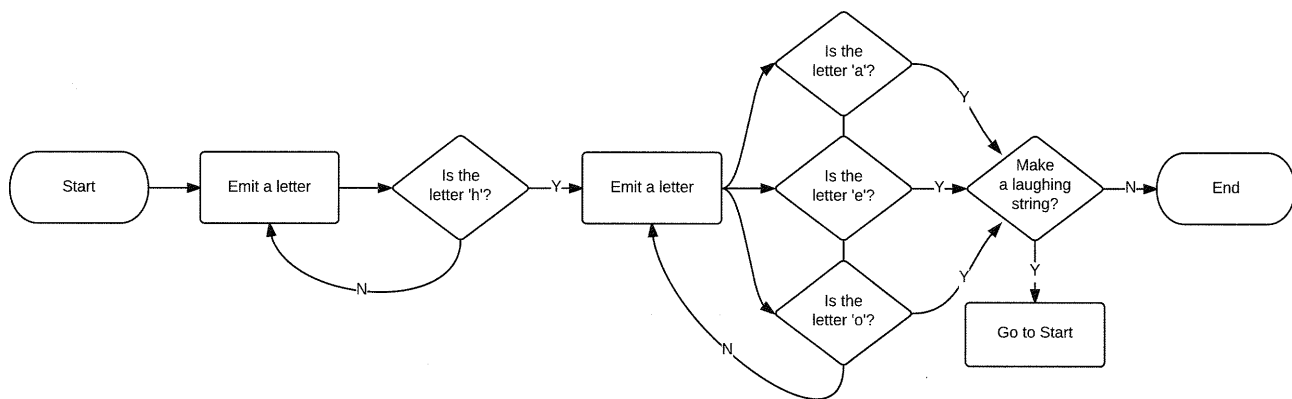 Start
Emit a letter
Is the
letter 'h'?
Y
N
Emit a letter
Is the
letter 'a'?
Y
Is the
letter 'e'?
Y
Is the
letter 'o'?
Y
N
Make
a laughing
string?
N
End
Y
Go to Start